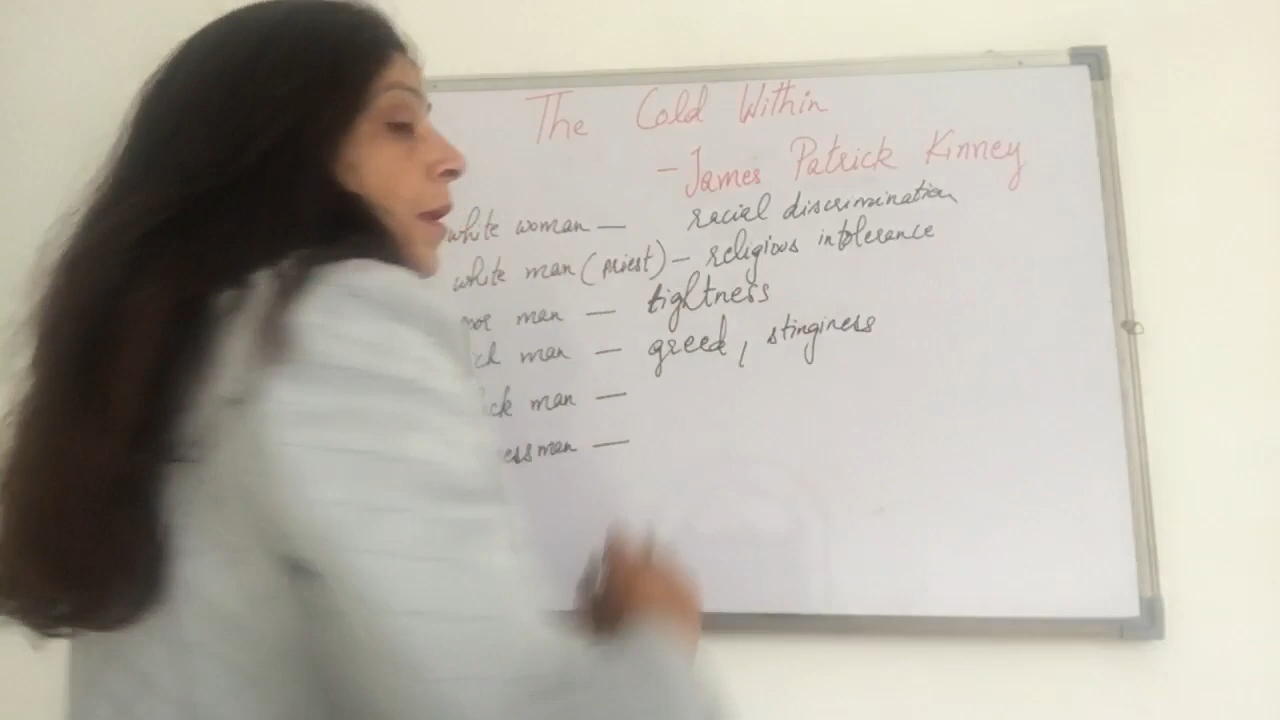 The Cold Within
- James Patrick Kinney
white woman — racial discrimination
white man (priest) — religious intolerance
man — tightness
man — greed, stinginess
man —